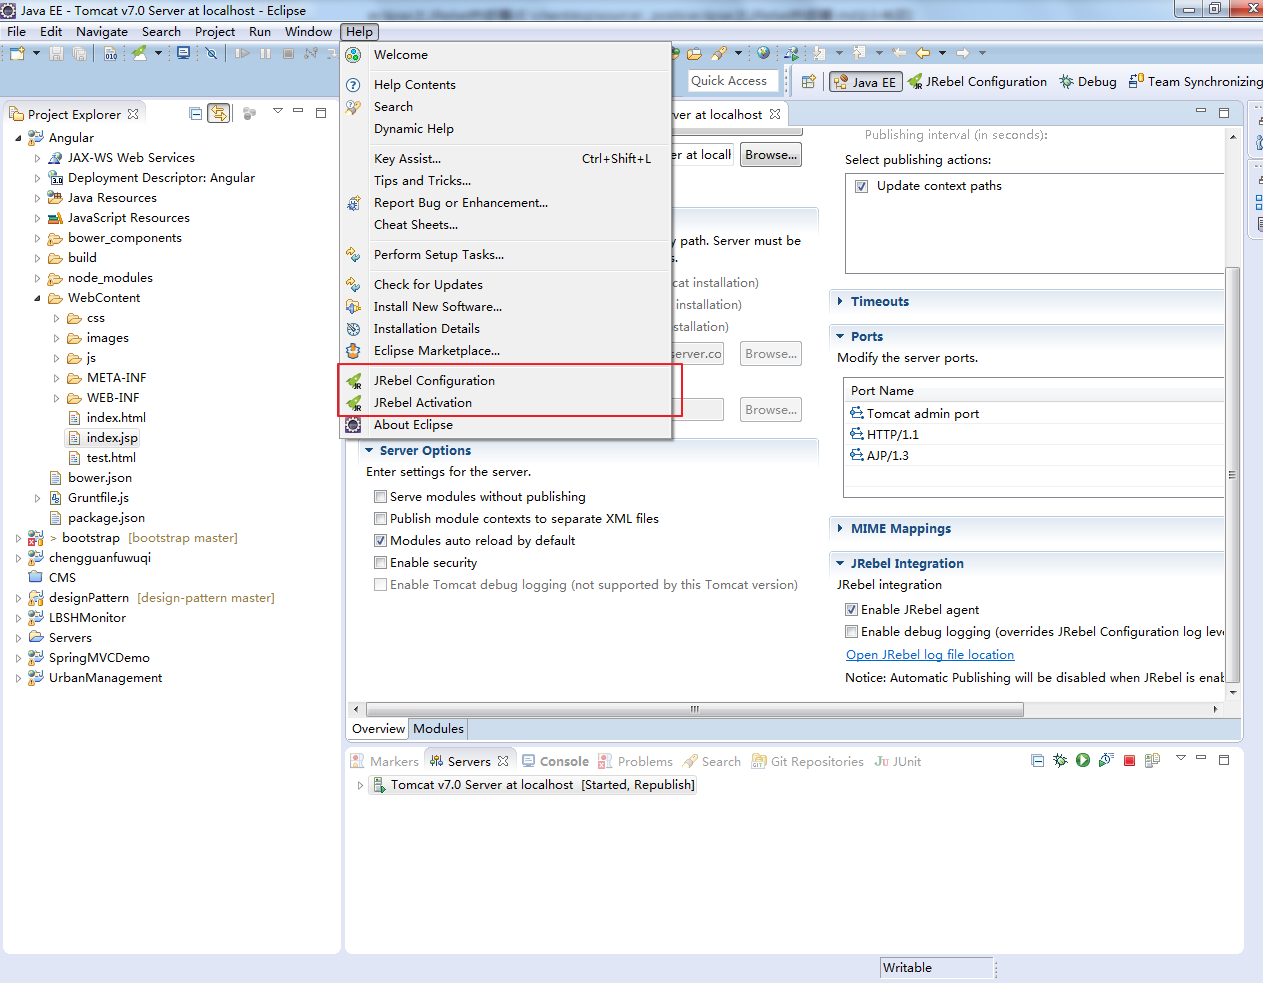 Java EE - Tomcat v7.0 Server at localhost - Eclipse
File Edit Navigate Search Project Run Window Help
Quick Access
Java EE
JRebel Configuration
Debug
Team Synchronizing
Project Explorer
Angular
JAX-WS Web Services
Deployment Descriptor: Angular
Java Resources
JavaScript Resources
bower_components
build
node_modules
WebContent
css
images
js
META-INF
WEB-INF
index.html
index.jsp
test.html
bower.json
Gruntfile.js
package.json
> bootstrap [bootstrap master]
chengguanfuwuqi
CMS
designPattern [design-pattern master]
LBSHMonitor
Servers
SpringMVCDemo
UrbanManagement
Welcome
Help Contents
Search
Dynamic Help
Key Assist... Ctrl+Shift+L
Tips and Tricks...
Report Bug or Enhancement...
Cheat Sheets...
Perform Setup Tasks...
Check for Updates
Install New Software...
Installation Details
Eclipse Marketplace...
JRebel Configuration
JRebel Activation
About Eclipse
ver at localhost
er at locall
Browse...
y path. Server must be
s.
cat installation)
installation)
stallation)
server.co
Browse...
Browse...
Server Options
Enter settings for the server.
Serve modules without publishing
Publish module contexts to separate XML files
Modules auto reload by default
Enable security
Enable Tomcat debug logging (not supported by this Tomcat version)
Publishing interval (in seconds):
Select publishing actions:
Update context paths
Timeouts
Ports
Modify the server ports.
Port Name
Tomcat admin port
HTTP/1.1
AJP/1.3
MIME Mappings
JRebel Integration
JRebel integration
Enable JRebel agent
Enable debug logging (overrides JRebel Configuration log leve
Open JRebel log file location
Notice: Automatic Publishing will be disabled when JRebel is enab
Overview Modules
Markers Servers Console Problems Search Git Repositories JUnit
Tomcat v7.0 Server at localhost [Started, Republish]
Writable